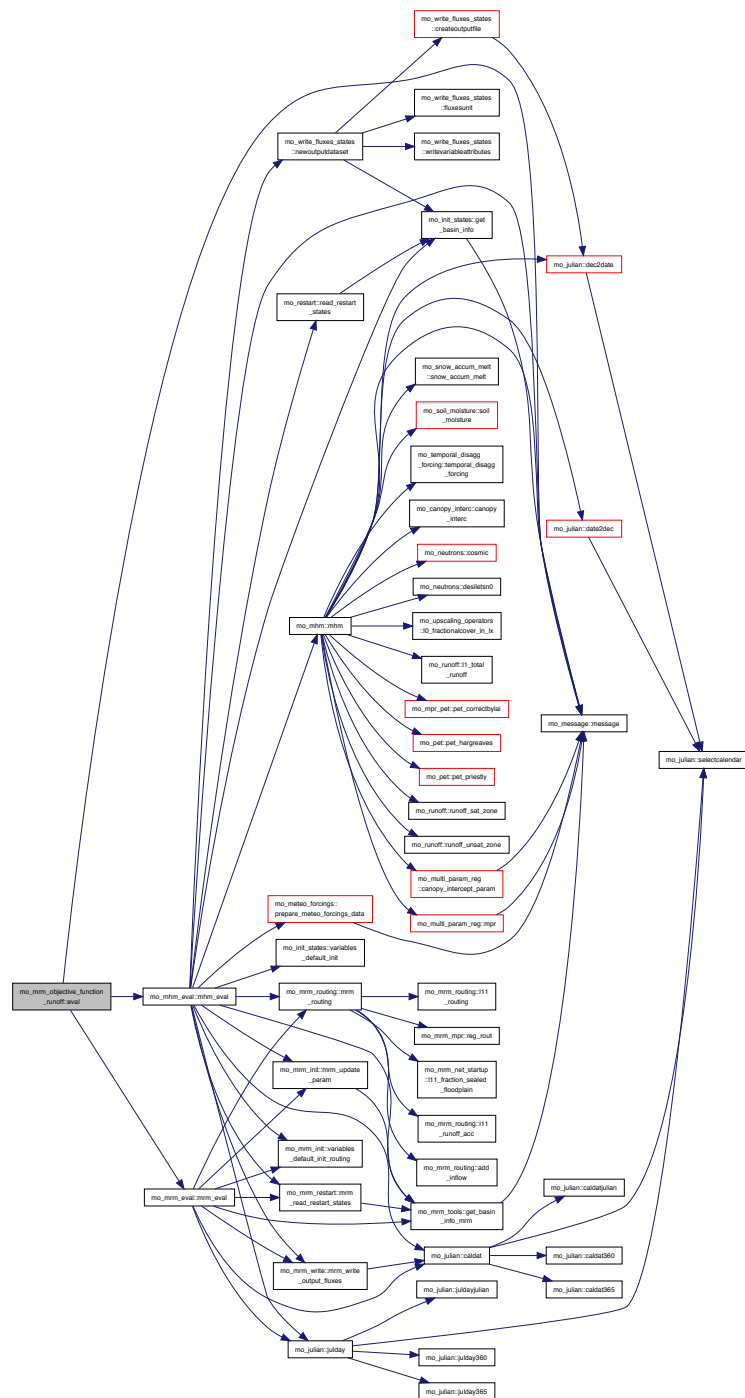 mo_write_fluxes_states
::createoutputfile
mo_write_fluxes_states
::fluxesunit
mo_write_fluxes_states
::newoutputdataset
mo_write_fluxes_states
::writevariableattributes
mo_init_states::get
_basin_info
mo_julian::dec2date
mo_restart::read_restart
_states
mo_snow_accum_melt
::snow_accum_melt
mo_soil_moisture::soil
_moisture
mo_temporal_disagg
_forcing::temporal_disagg
_forcing
mo_canopy_interc::canopy
_interc
mo_julian::date2dec
mo_neutrons::cosmic
mo_neutrons::desiletsn0
mo_mhm::mhm
mo_upscaling_operators
::l0_fractionalcover_in_lx
mo_runoff::l1_total
_runoff
mo_mpr_pet::pet_correctbylai
mo_message::message
mo_pet::pet_hargreaves
mo_julian::selectcalendar
mo_pet::pet_priestly
mo_runoff::runoff_sat_zone
mo_runoff::runoff_unsat_zone
mo_multi_param_reg
::canopy_intercept_param
mo_meteo_forcings::
prepare_meteo_forcings_data
mo_multi_param_reg::mpr
mo_init_states::variables
_default_init
mo_mrm_objective_function
_runoff::eval
mo_mhm_eval::mhm_eval
mo_mrm_routing::mrm
_routing
mo_mrm_routing::l11
_routing
mo_mrm_mpr::reg_rout
mo_mrm_init::mrm_update
_param
mo_mrm_net_startup
::l11_fraction_sealed
_floodplain
mo_mrm_routing::l11
_runoff_acc
mo_mrm_init::variables
_default_init_routing
mo_mrm_routing::add
_inflow
mo_mrm_eval::mrm_eval
mo_mrm_restart::mrm
_read_restart_states
mo_julian::caldatjulian
mo_mrm_tools::get_basin
_info_mrm
mo_julian::caldat
mo_julian::caldat360
mo_mrm_write::mrm_write
_output_fluxes
mo_julian::caldat365
mo_julian::juldayjulian
mo_julian::julday
mo_julian::julday360
mo_julian::julday365